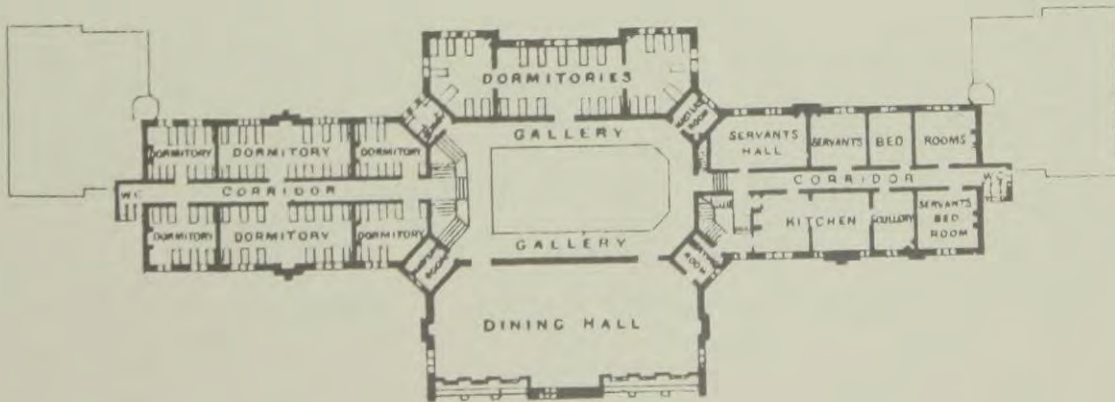 DORMITORIES
GALLERY
SERVANTS HALL
SERVANTS BED ROOMS
DORMITORY DORMITORY DORMITORY
W.C.
CORRIDOR
CORRIDOR
W.C.
KITCHEN
SCULLERY
SERVANTS BED ROOM
DORMITORY DORMITORY DORMITORY
GALLERY
ROOM
ROOM
ROOM
DINING HALL